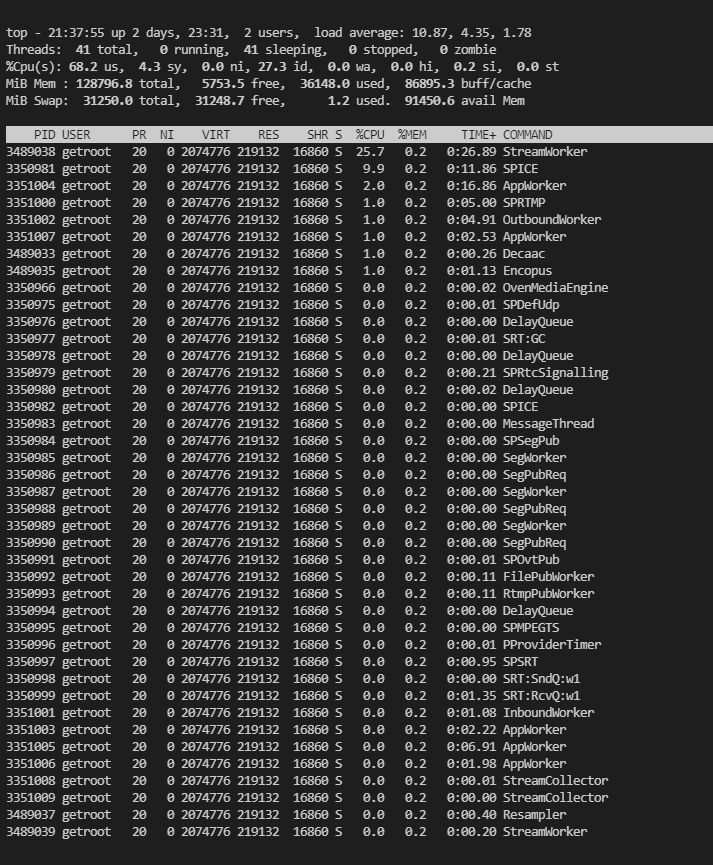 top - 21:37:55 up 2 days, 23:31,  2 users,  load average: 10.87, 4.35, 1.78
Threads:  41 total,   0 running,  41 sleeping,   0 stopped,   0 zombie
%Cpu(s): 68.2 us,  4.3 sy,  0.0 ni, 27.3 id,  0.0 wa,  0.0 hi,  0.2 si,  0.0 st
MiB Mem : 128796.8 total,   5753.5 free,  36148.0 used,  86895.3 buff/cache
MiB Swap:  31250.0 total,  31248.7 free,      1.2 used.  91450.6 avail Mem
    PID USER      PR  NI    VIRT    RES    SHR S  %CPU  %MEM     TIME+ COMMAND
3489038 getroot   20   0 2074776 219132  16860 S  25.7   0.2   0:26.89 StreamWorker
3350981 getroot   20   0 2074776 219132  16860 S   9.9   0.2   0:11.86 SPICE
3351004 getroot   20   0 2074776 219132  16860 S   2.0   0.2   0:16.86 AppWorker
3351000 getroot   20   0 2074776 219132  16860 S   1.0   0.2   0:05.00 SPRTMP
3351002 getroot   20   0 2074776 219132  16860 S   1.0   0.2   0:04.91 OutboundWorker
3351007 getroot   20   0 2074776 219132  16860 S   1.0   0.2   0:02.53 AppWorker
3489033 getroot   20   0 2074776 219132  16860 S   1.0   0.2   0:00.26 Decaac
3489035 getroot   20   0 2074776 219132  16860 S   1.0   0.2   0:01.13 Encopus
3350966 getroot   20   0 2074776 219132  16860 S   0.0   0.2   0:00.02 OvenMediaEngine
3350975 getroot   20   0 2074776 219132  16860 S   0.0   0.2   0:00.01 SPDefUdp
3350976 getroot   20   0 2074776 219132  16860 S   0.0   0.2   0:00.00 DelayQueue
3350977 getroot   20   0 2074776 219132  16860 S   0.0   0.2   0:00.01 SRT:GC
3350978 getroot   20   0 2074776 219132  16860 S   0.0   0.2   0:00.00 DelayQueue
3350979 getroot   20   0 2074776 219132  16860 S   0.0   0.2   0:00.21 SPRtcSignalling
3350980 getroot   20   0 2074776 219132  16860 S   0.0   0.2   0:00.02 DelayQueue
3350982 getroot   20   0 2074776 219132  16860 S   0.0   0.2   0:00.00 SPICE
3350983 getroot   20   0 2074776 219132  16860 S   0.0   0.2   0:00.00 MessageThread
3350984 getroot   20   0 2074776 219132  16860 S   0.0   0.2   0:00.00 SPSegPub
3350985 getroot   20   0 2074776 219132  16860 S   0.0   0.2   0:00.00 SegWorker
3350986 getroot   20   0 2074776 219132  16860 S   0.0   0.2   0:00.00 SegPubReq
3350987 getroot   20   0 2074776 219132  16860 S   0.0   0.2   0:00.00 SegWorker
3350988 getroot   20   0 2074776 219132  16860 S   0.0   0.2   0:00.00 SegPubReq
3350989 getroot   20   0 2074776 219132  16860 S   0.0   0.2   0:00.00 SegWorker
3350990 getroot   20   0 2074776 219132  16860 S   0.0   0.2   0:00.00 SegPubReq
3350991 getroot   20   0 2074776 219132  16860 S   0.0   0.2   0:00.01 SPOvtPub
3350992 getroot   20   0 2074776 219132  16860 S   0.0   0.2   0:00.11 FilePubWorker
3350993 getroot   20   0 2074776 219132  16860 S   0.0   0.2   0:00.11 RtmpPubWorker
3350994 getroot   20   0 2074776 219132  16860 S   0.0   0.2   0:00.00 DelayQueue
3350995 getroot   20   0 2074776 219132  16860 S   0.0   0.2   0:00.00 SPMPEGTS
3350996 getroot   20   0 2074776 219132  16860 S   0.0   0.2   0:00.01 PProviderTimer
3350997 getroot   20   0 2074776 219132  16860 S   0.0   0.2   0:00.95 SPSRT
3350998 getroot   20   0 2074776 219132  16860 S   0.0   0.2   0:00.00 SRT:SndQ:w1
3350999 getroot   20   0 2074776 219132  16860 S   0.0   0.2   0:01.35 SRT:RcvQ:w1
3351001 getroot   20   0 2074776 219132  16860 S   0.0   0.2   0:01.08 InboundWorker
3351003 getroot   20   0 2074776 219132  16860 S   0.0   0.2   0:02.22 AppWorker
3351005 getroot   20   0 2074776 219132  16860 S   0.0   0.2   0:06.91 AppWorker
3351006 getroot   20   0 2074776 219132  16860 S   0.0   0.2   0:01.98 AppWorker
3351008 getroot   20   0 2074776 219132  16860 S   0.0   0.2   0:00.01 StreamCollector
3351009 getroot   20   0 2074776 219132  16860 S   0.0   0.2   0:00.00 StreamCollector
3489037 getroot   20   0 2074776 219132  16860 S   0.0   0.2   0:00.40 Resampler
3489039 getroot   20   0 2074776 219132  16860 S   0.0   0.2   0:00.20 StreamWorker